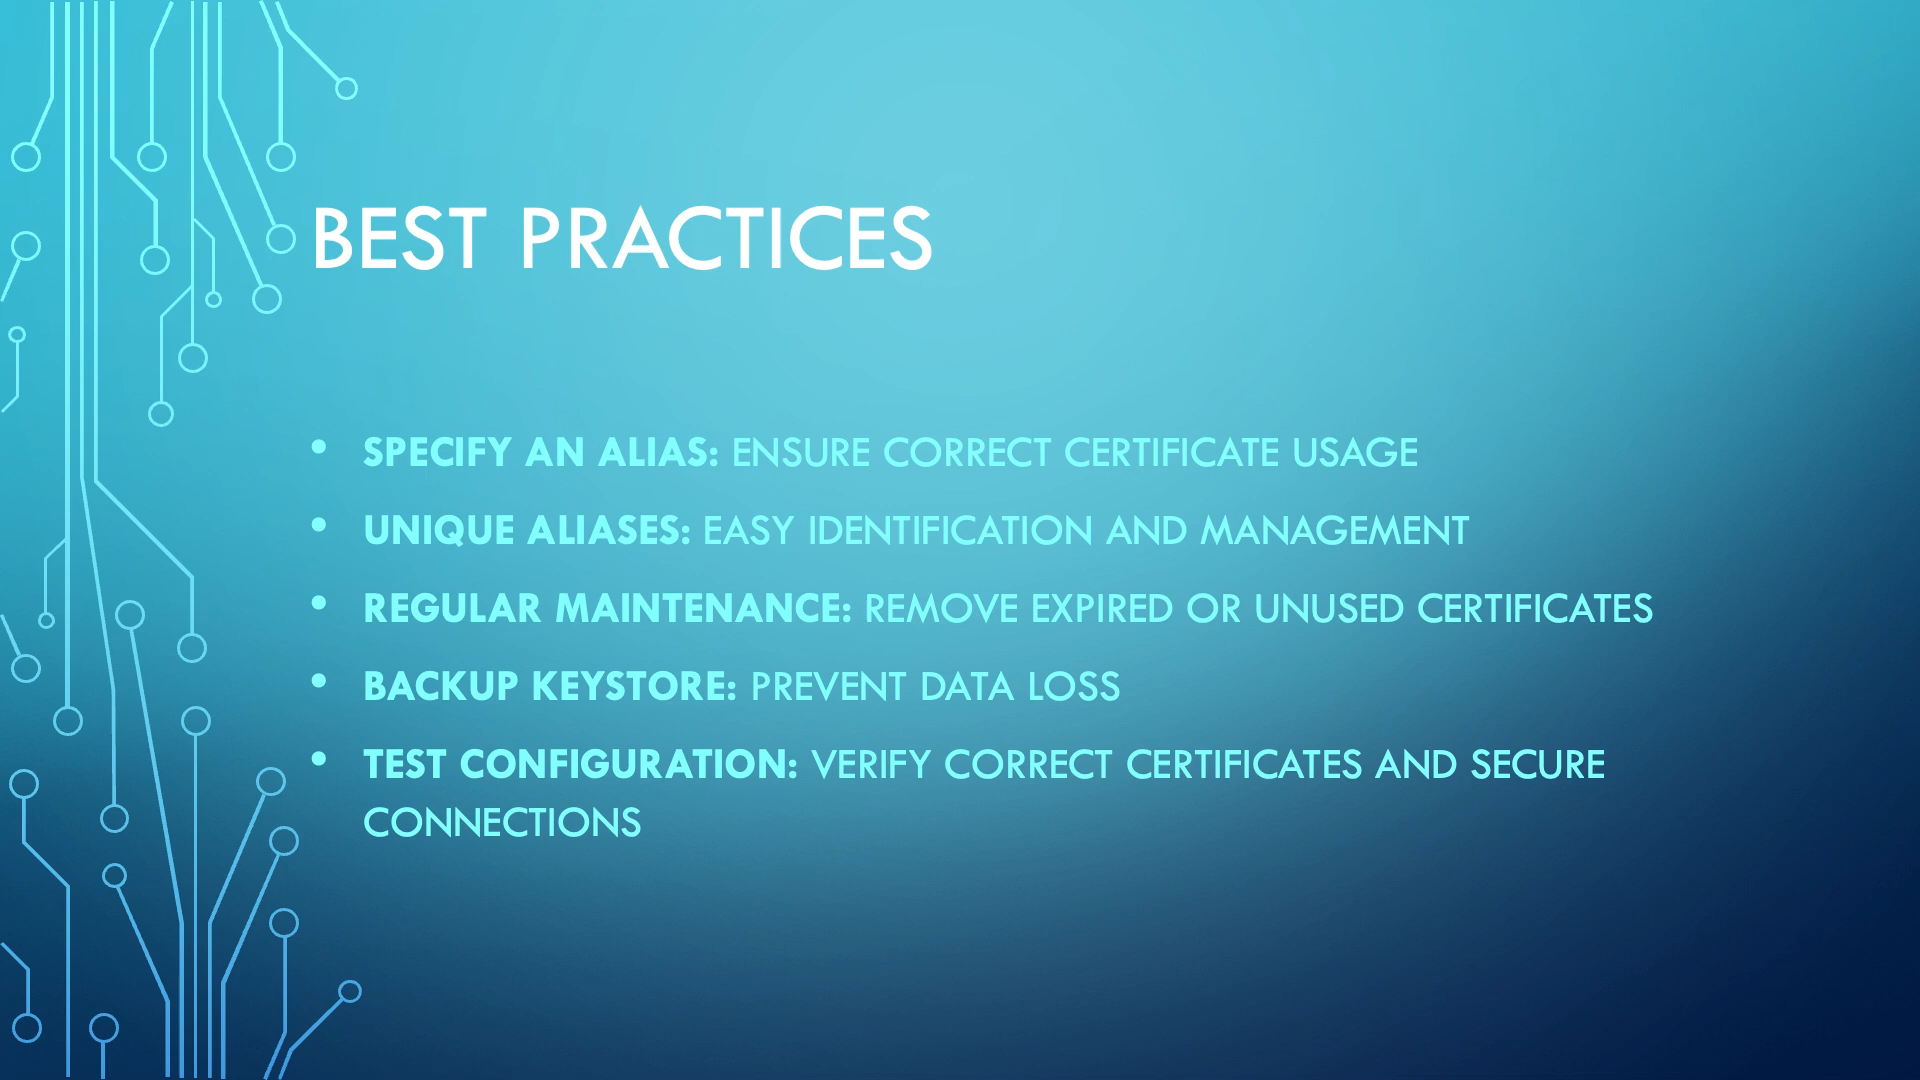 BEST PRACTICES
• SPECIFY AN ALIAS: ENSURE CORRECT CERTIFICATE USAGE
• UNIQUE ALIASES: EASY IDENTIFICATION AND MANAGEMENT
• REGULAR MAINTENANCE: REMOVE EXPIRED OR UNUSED CERTIFICATES
• BACKUP KEYSTORE: PREVENT DATA LOSS
• TEST CONFIGURATION: VERIFY CORRECT CERTIFICATES AND SECURE
CONNECTIONS